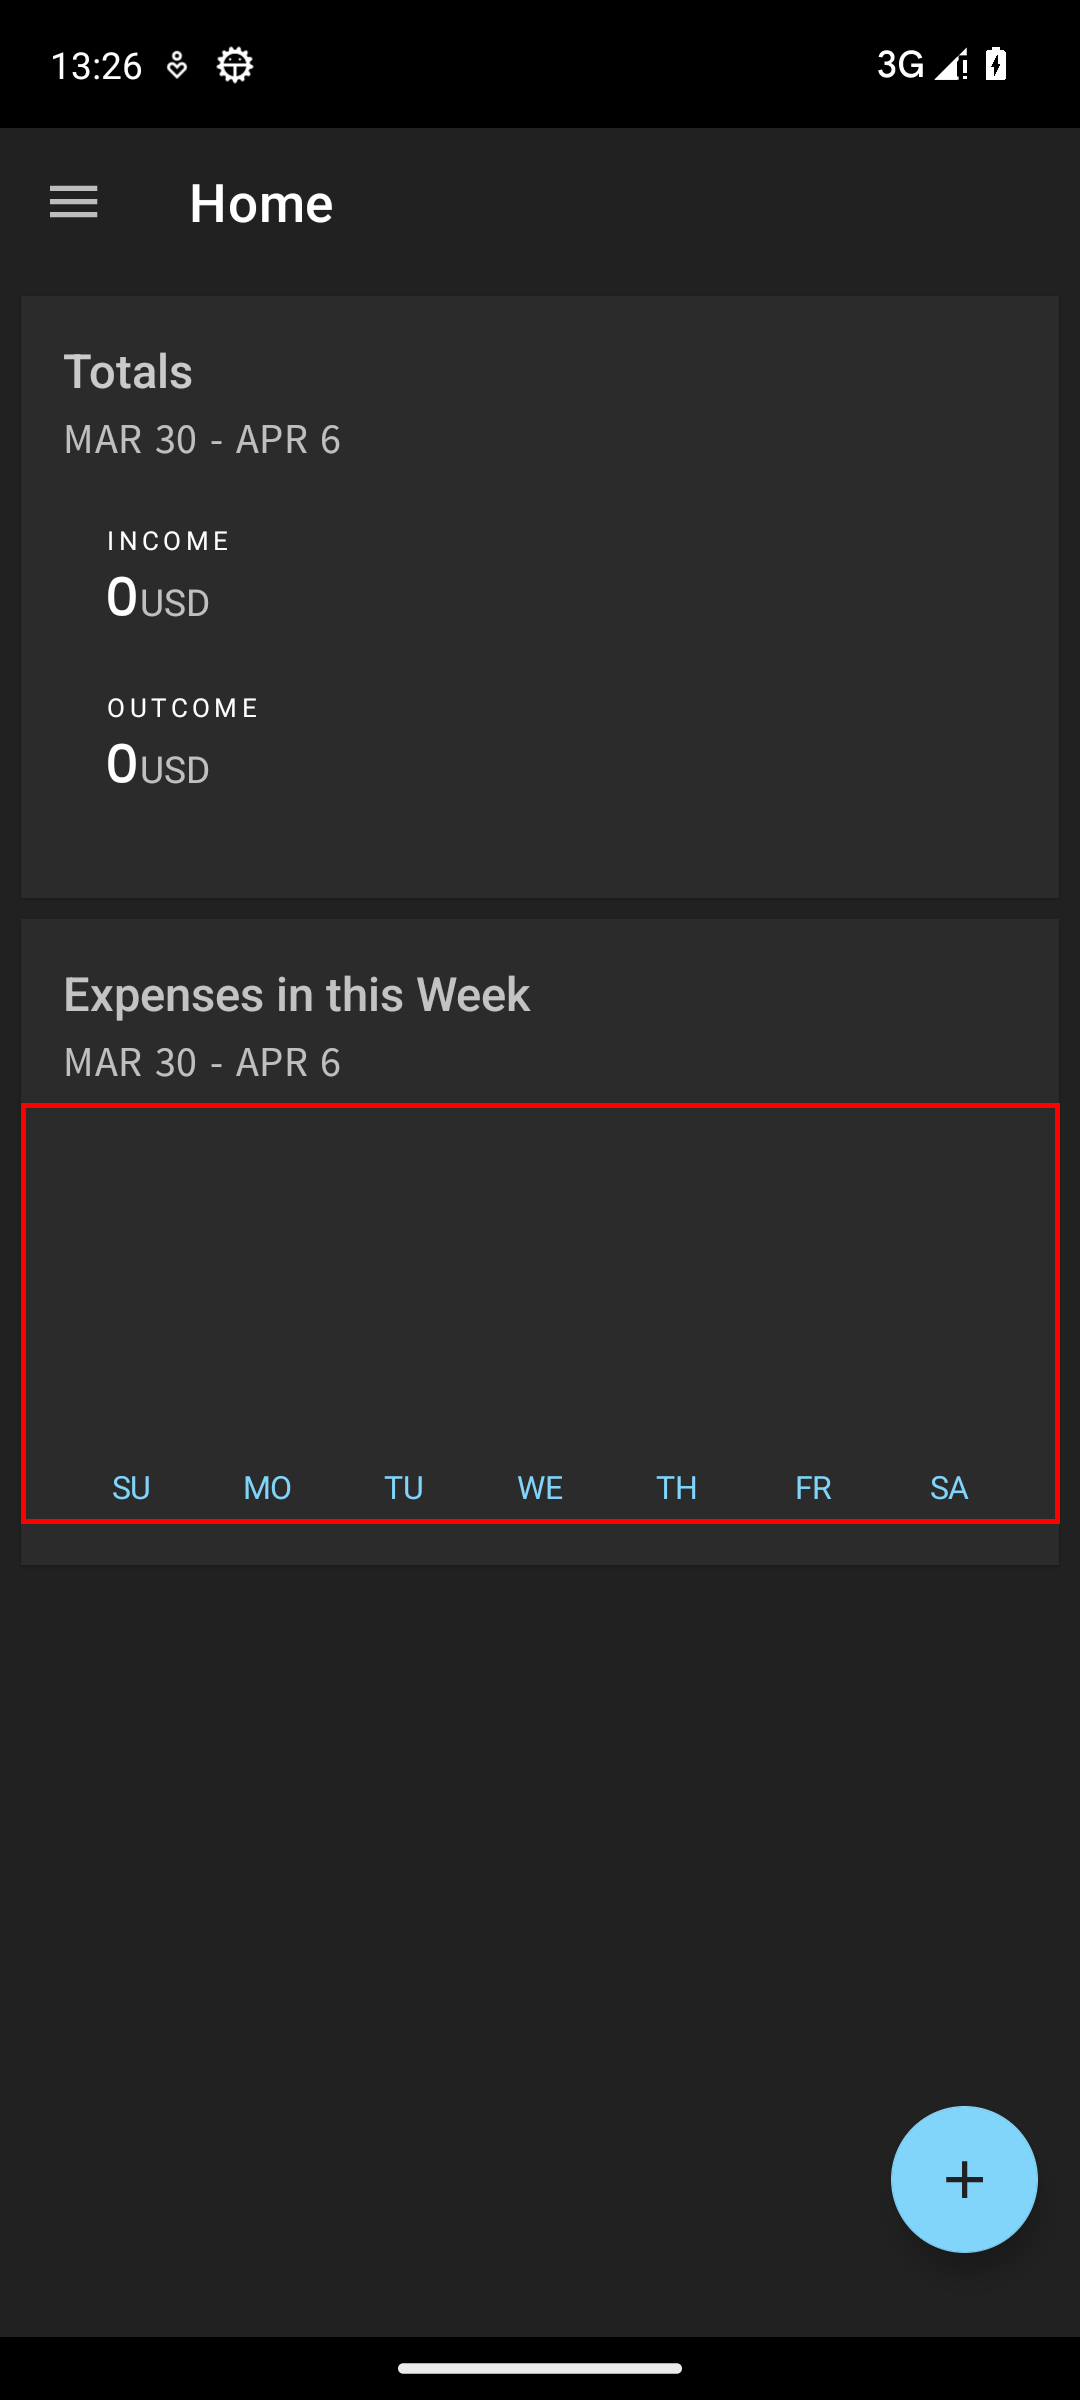 13:26
3G
Home
Totals
MAR 30 - APR 6
INCOME
0USD
OUTCOME
0USD
Expenses in this Week
MAR 30 - APR 6
SU MO TU WE TH FR SA